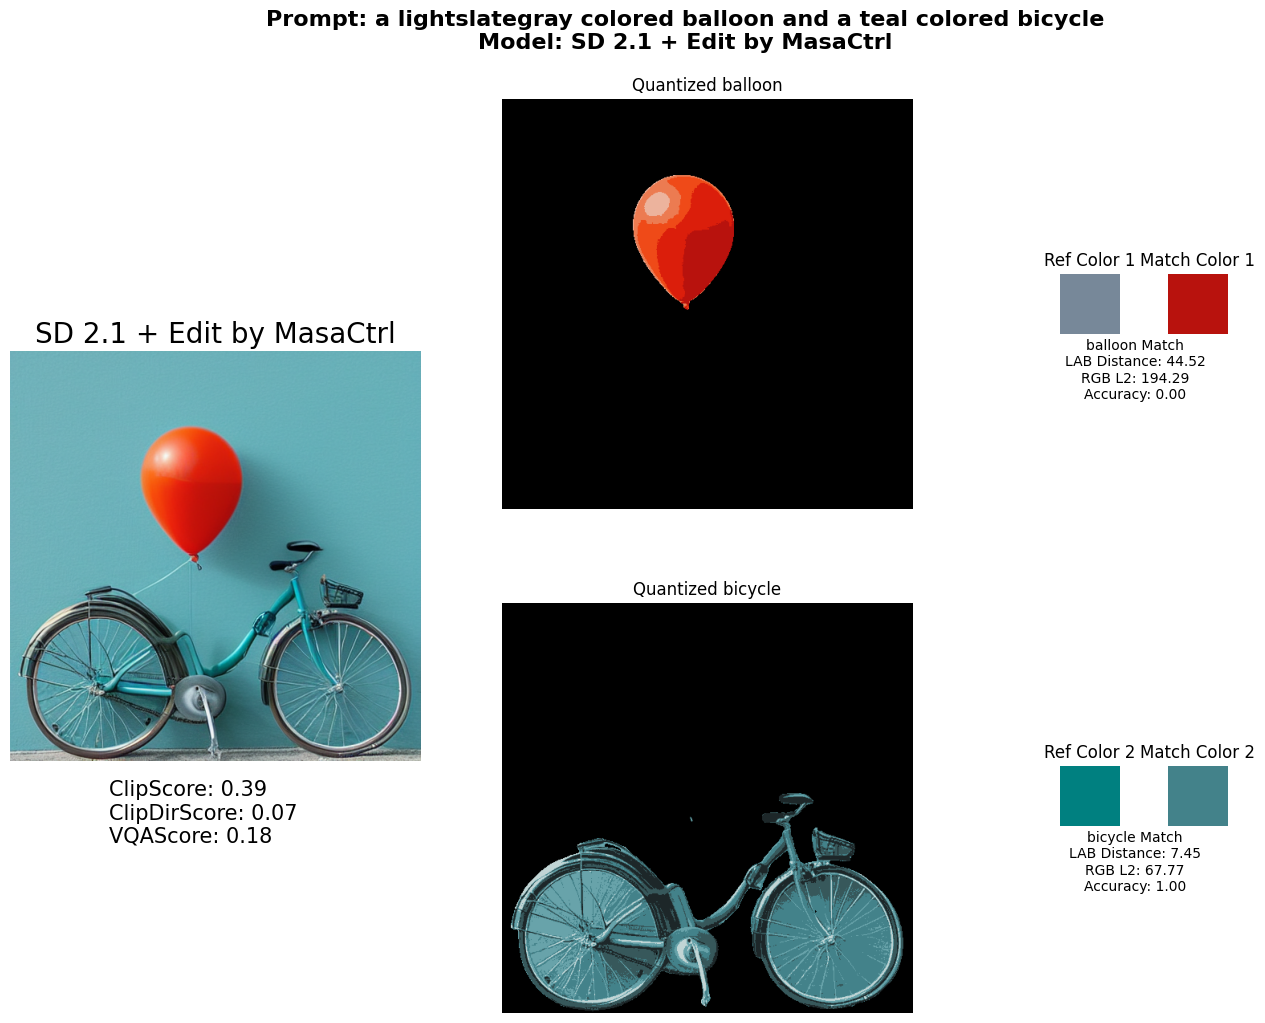 Prompt: a lightslategray colored balloon and a teal colored bicycle
Model: SD 2.1 + Edit by MasaCtrl
Quantized balloon
Ref Color 1 Match Color 1
balloon Match
LAB Distance: 44.52
RGB L2: 194.29
Accuracy: 0.00
SD 2.1 + Edit by MasaCtrl
ClipScore: 0.39
ClipDirScore: 0.07
VQAScore: 0.18
Quantized bicycle
Ref Color 2 Match Color 2
bicycle Match
LAB Distance: 7.45
RGB L2: 67.77
Accuracy: 1.00